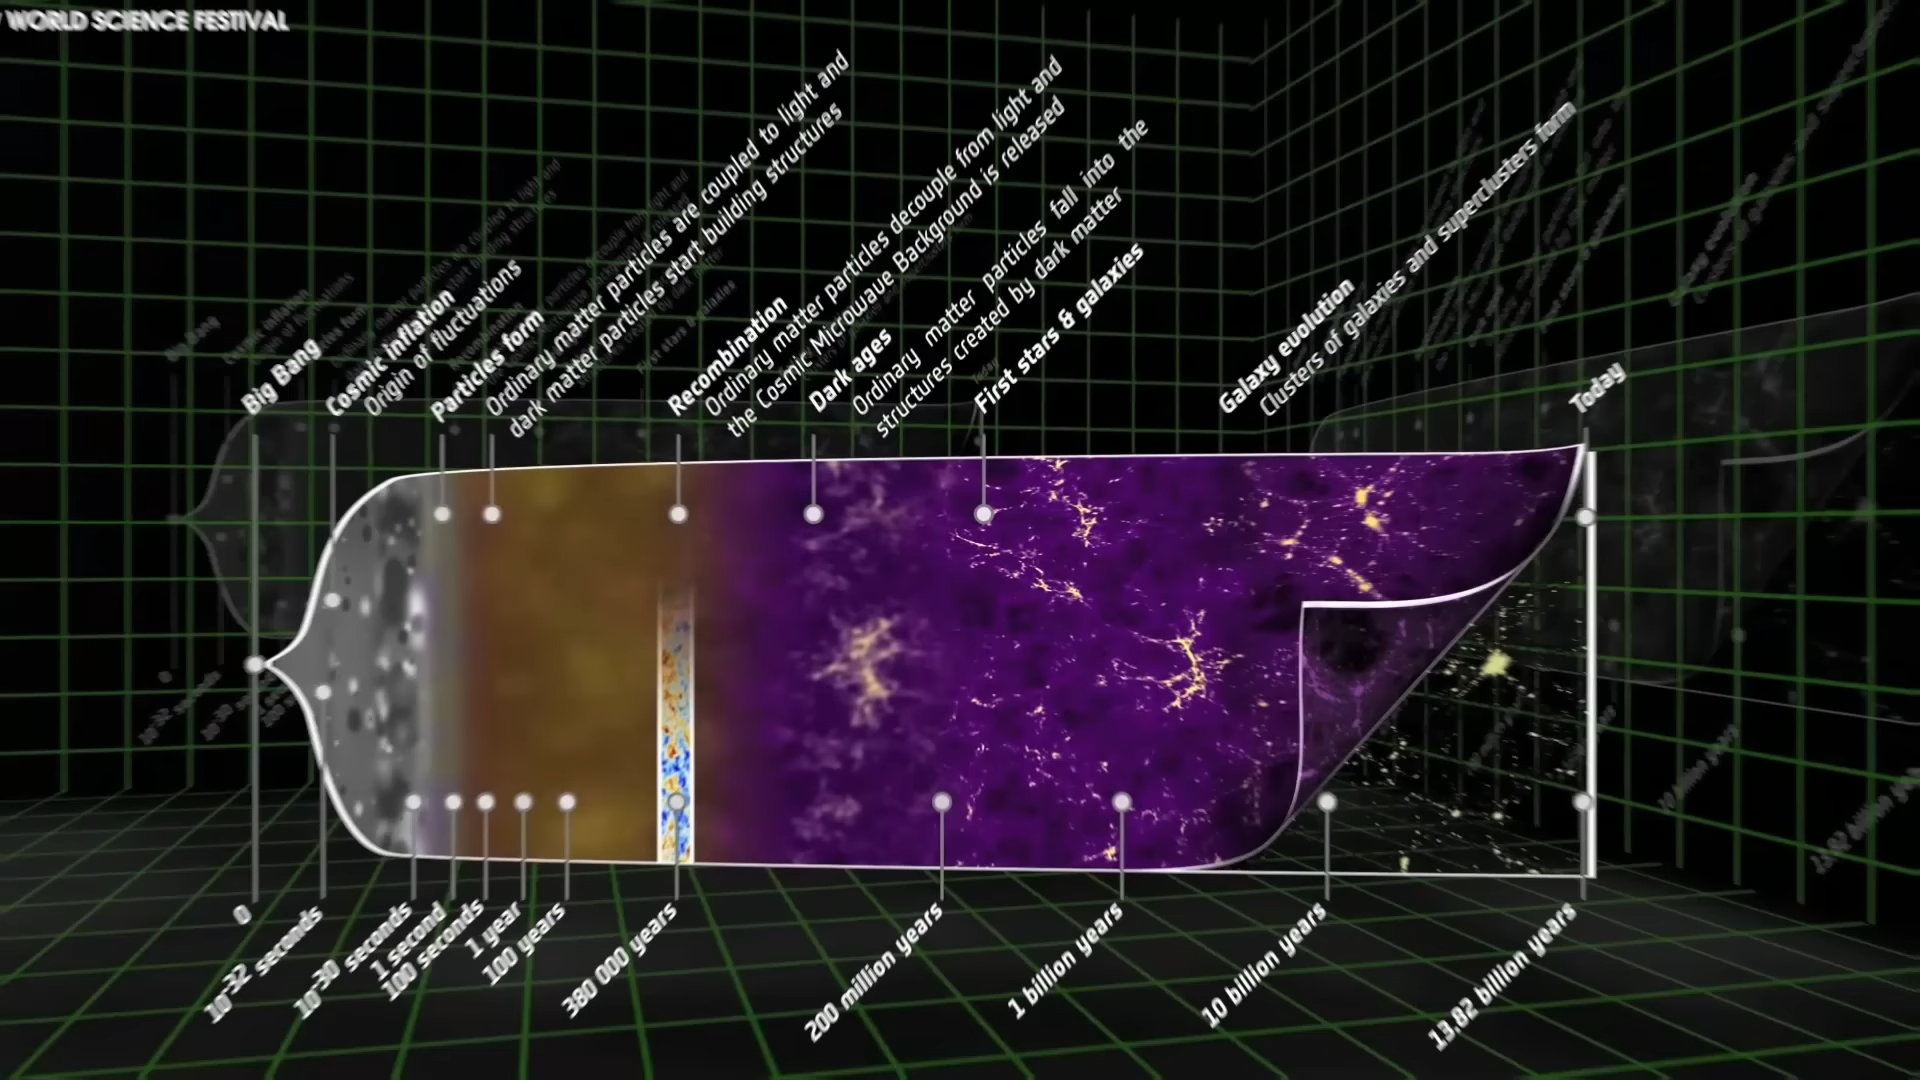 WORLD SCIENCE FESTIVAL
Big Bang
Cosmic inflation
Origin of fluctuations
Particles form
Ordinary matter particles are coupled to light and
dark matter particles start building structures
Recombination
Ordinary matter particles decouple from light and
the Cosmic Microwave Background is released
Dark ages
Ordinary matter particles fall into the
structures created by dark matter
First stars & galaxies
Galaxy evolution
Clusters of galaxies and superclusters form
Today
0
10-32 seconds
10-30 seconds
1 second
100 seconds
1 year
100 years
380 000 years
200 million years
1 billion years
10 billion years
13,82 billion years